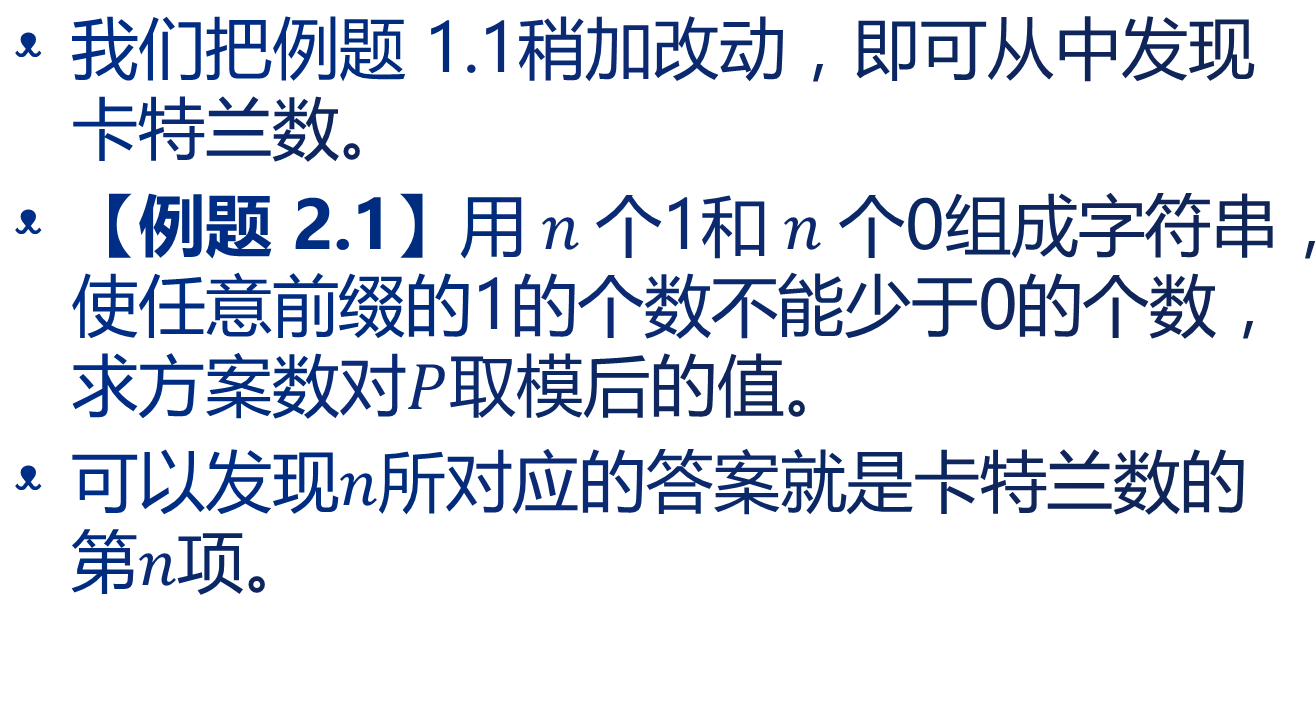 我们把例题 1.1稍加改动，即可从中发现
卡特兰数。
【例题 2.1】用 n 个1和 n 个0组成字符串，
使任意前缀的1的个数不能少于0的个数，
求方案数对P取模后的值。
可以发现n所对应的答案就是卡特兰数的
第n项。